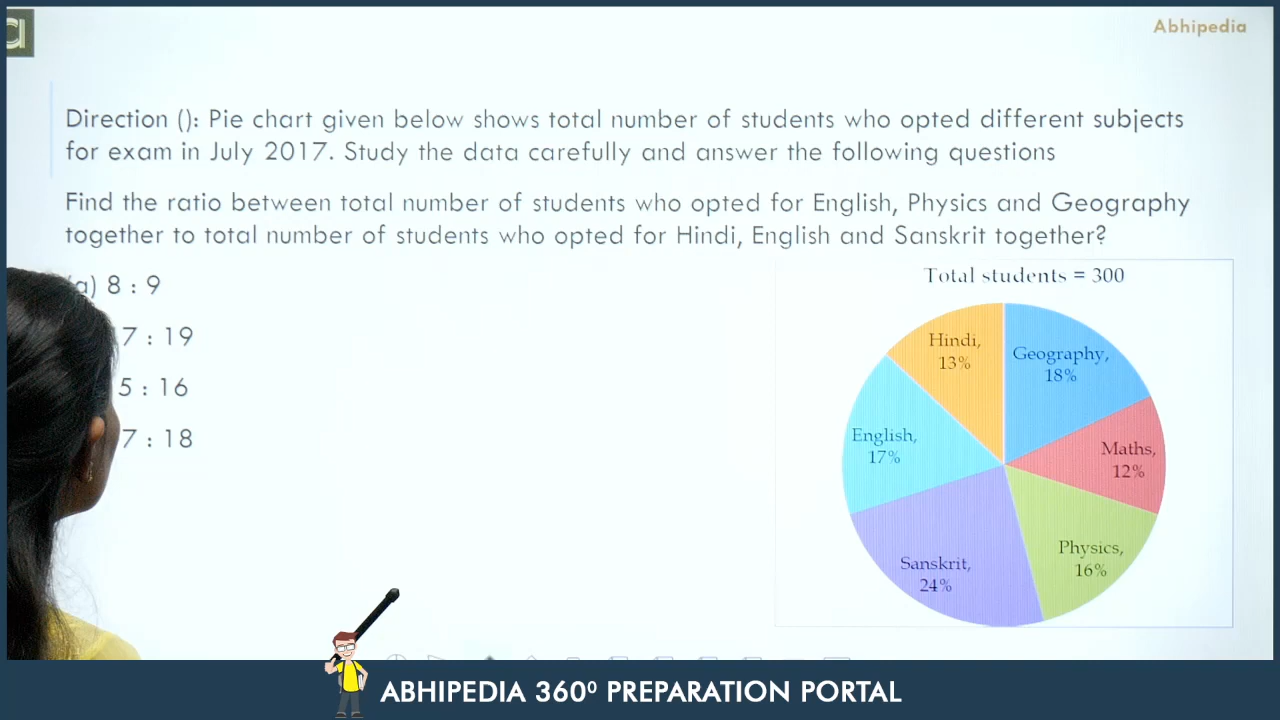 a
Abhipedia
Direction (): Pie chart given below shows total number of students who opted different subjects
for exam in July 2017. Study the data carefully and answer the following questions
Find the ratio between total number of students who opted for English, Physics and Geography
together to total number of students who opted for Hindi, English and Sanskrit together?
a) 8 : 9
7 : 19
5 : 16
7 : 18
Total students = 300
Hindi,
13%
Geography,
18%
English,
17%
Maths,
12%
Physics,
16%
Sanskrit,
24%
ABHIPEDIA 360⁰ PREPARATION PORTAL